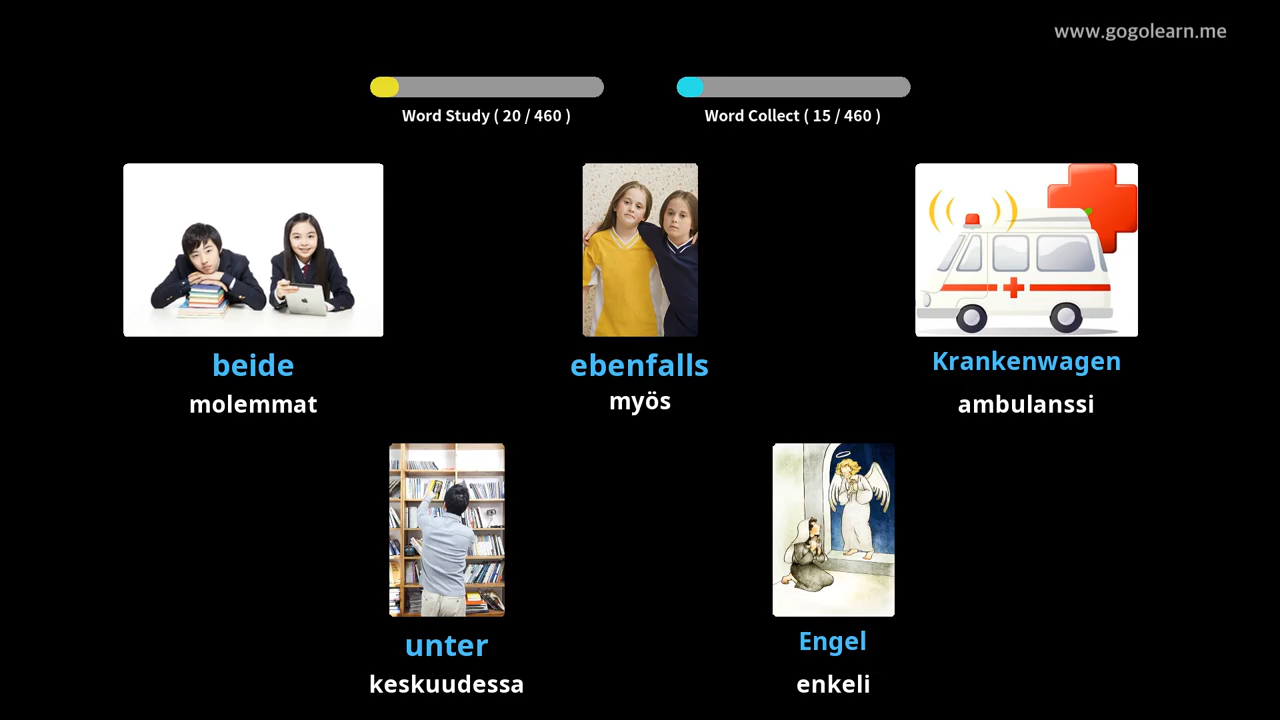 www.gogolearn.me
Word Study ( 20 / 460 )
Word Collect ( 15 / 460 )
beide
molemmat
ebenfalls
myös
Krankenwagen
ambulanssi
unter
keskuudessa
Engel
enkeli